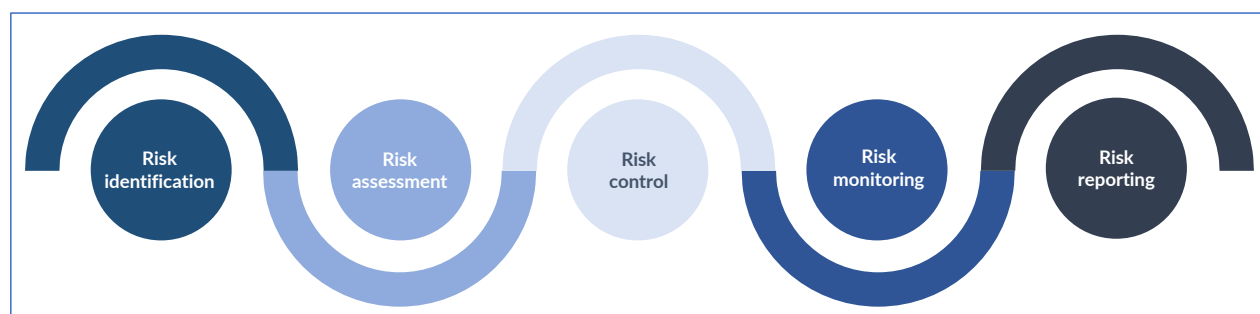 Risk
identification
Risk
assessment
Risk
control
Risk
monitoring
Risk
reporting